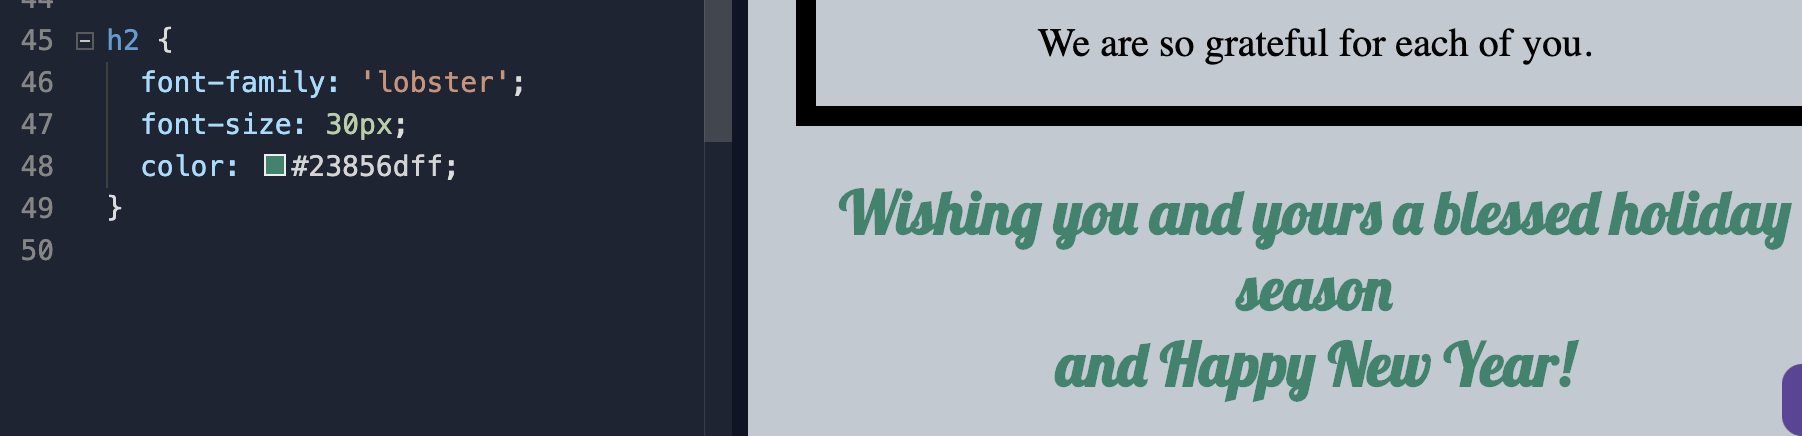 44
45 h2 {
46 font-family: 'lobster';
47 font-size: 30px;
48 color: #23856dff;
49 }
50
We are so grateful for each of you.
Wishing you and yours a blessed holiday
season
and Happy New Year!